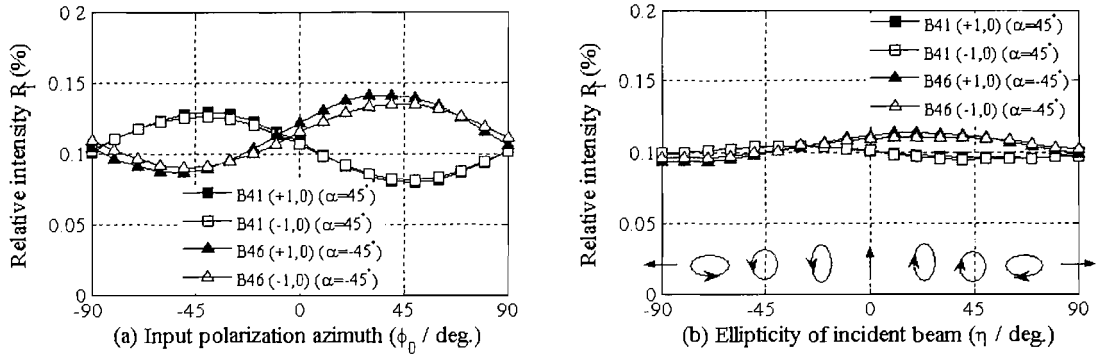 Relative intensity R_I (%)
0.2
0.15
0.1
0.05
0
B41 (+1,0) (α=45°)
B41 (-1,0) (α=45°)
B46 (+1,0) (α=-45°)
B46 (-1,0) (α=-45°)
-90
-45
0
45
90
(a) Input polarization azimuth (ϕ_0 / deg.)
Relative intensity R_I (%)
0.2
0.15
0.1
0.05
0
B41 (+1,0) (α=45°)
B41 (-1,0) (α=45°)
B46 (+1,0) (α=-45°)
B46 (-1,0) (α=-45°)
-90
-45
0
45
90
(b) Ellipticity of incident beam (η / deg.)